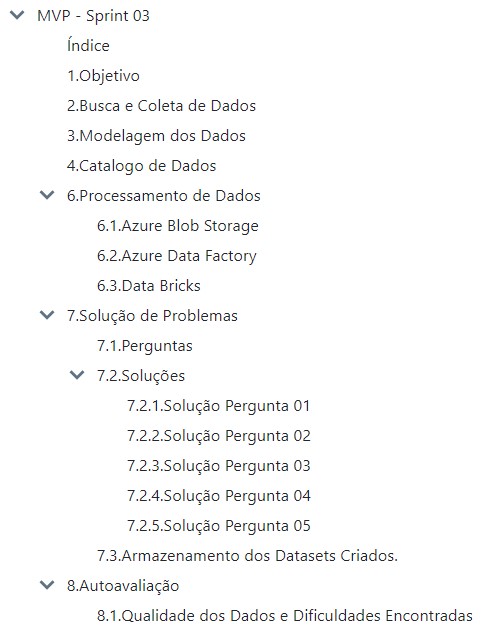 MVP - Sprint 03
Índice
1.Objetivo
2.Busca e Coleta de Dados
3.Modelagem dos Dados
4.Catalogo de Dados
6.Processamento de Dados
6.1.Azure Blob Storage
6.2.Azure Data Factory
6.3.Data Bricks
7.Solução de Problemas
7.1.Perguntas
7.2.Soluções
7.2.1.Solução Pergunta 01
7.2.2.Solução Pergunta 02
7.2.3.Solução Pergunta 03
7.2.4.Solução Pergunta 04
7.2.5.Solução Pergunta 05
7.3.Armazenamento dos Datasets Criados.
8.Autoavaliação
8.1.Qualidade dos Dados e Dificuldades Encontradas